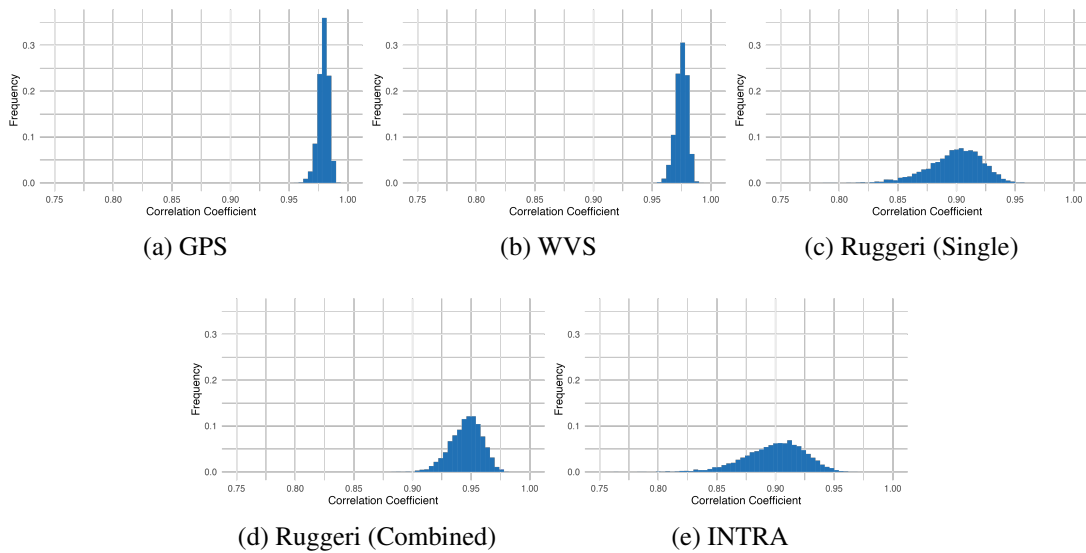 0.3
0.2
0.1
0.0
Frequency
0.75 0.80 0.85 0.90 0.95 1.00
Correlation Coefficient
(a) GPS
0.3
0.2
0.1
0.0
Frequency
0.75 0.80 0.85 0.90 0.95 1.00
Correlation Coefficient
(b) WVS
0.3
0.2
0.1
0.0
Frequency
0.75 0.80 0.85 0.90 0.95 1.00
Correlation Coefficient
(c) Ruggeri (Single)
0.3
0.2
0.1
0.0
Frequency
0.75 0.80 0.85 0.90 0.95 1.00
Correlation Coefficient
(d) Ruggeri (Combined)
0.3
0.2
0.1
0.0
Frequency
0.75 0.80 0.85 0.90 0.95 1.00
Correlation Coefficient
(e) INTRA